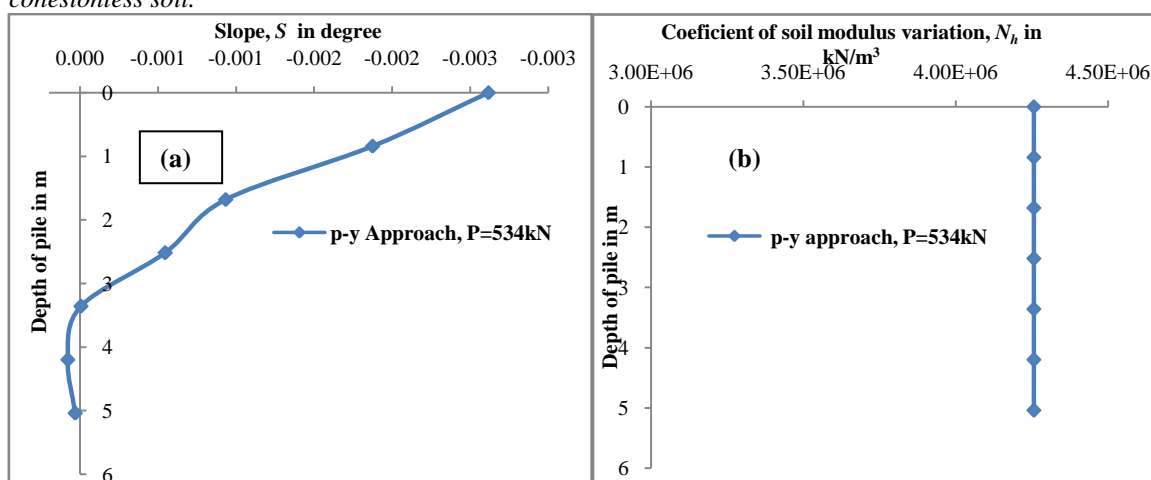 cohesionless soil.
Slope, S in degree
0.000 -0.001 -0.001 -0.002 -0.002 -0.003 -0.003
0
1
2
3
4
5
6
Depth of pile in m
(a)
p-y Approach, P=534kN
Coeficient of soil modulus variation, Nh in
kN/m3
3.00E+06 3.50E+06 4.00E+06 4.50E+06
0
1
2
3
4
5
6
Depth of pile in m
(b)
p-y approach, P=534kN